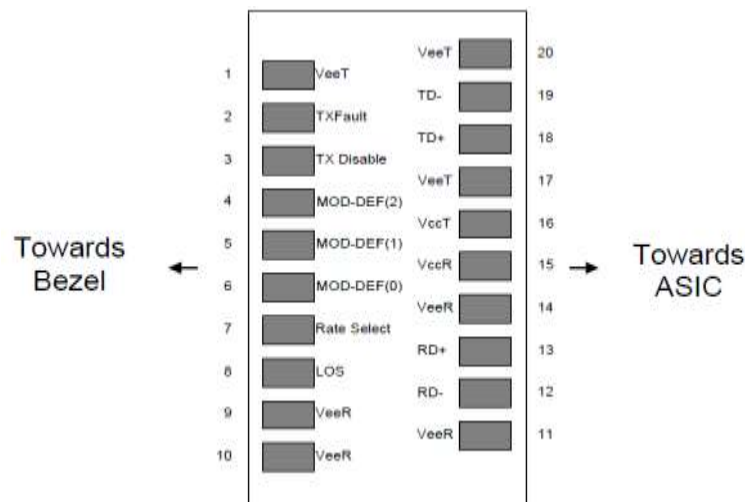 VeeT 20
1 VeeT
TD- 19
2 TXFault
TD+ 18
3 TX Disable
VeeT 17
4 MOD-DEF(2)
VccT 16
5 MOD-DEF(1)
Towards Bezel
VccR 15
Towards ASIC
6 MOD-DEF(0)
VeeR 14
7 Rate Select
RD+ 13
8 LOS
RD- 12
9 VeeR
VeeR 11
10 VeeR